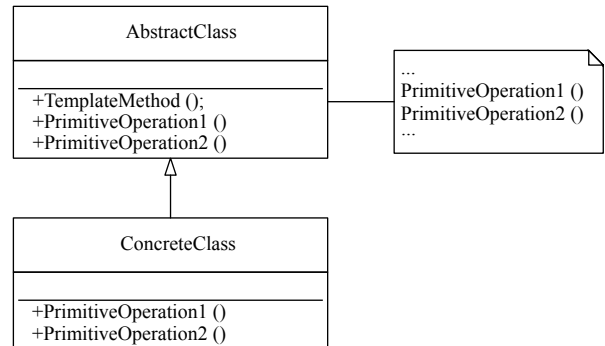 AbstractClass
+TemplateMethod ();
+PrimitiveOperation1 ()
+PrimitiveOperation2 ()
...
PrimitiveOperation1 ()
PrimitiveOperation2 ()
...
ConcreteClass
+PrimitiveOperation1 ()
+PrimitiveOperation2 ()